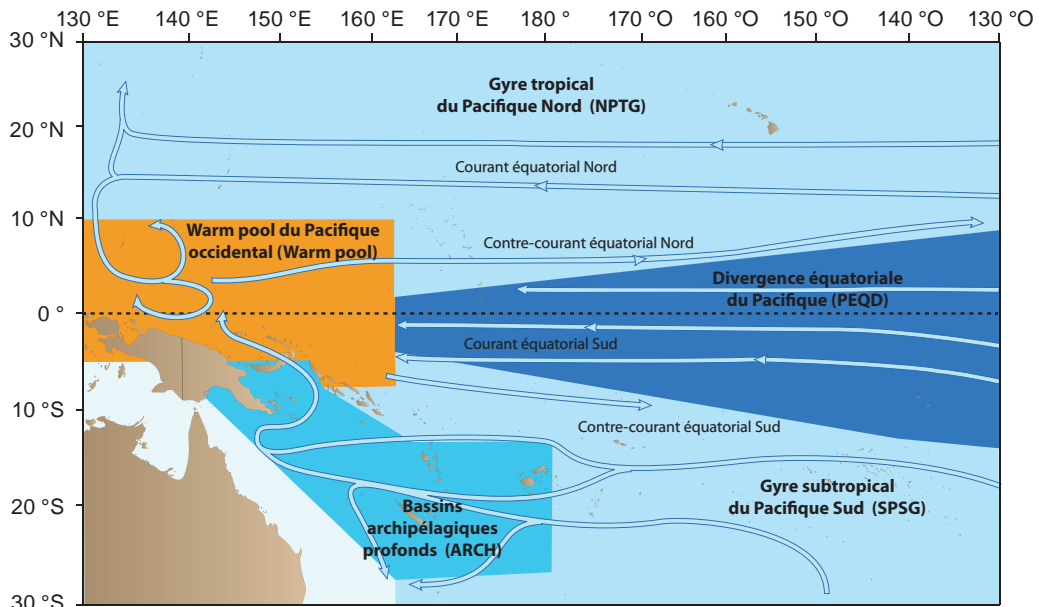 130 °E 140 °E 150 °E 160 °E 170 °E 180 ° 170 °O 160 °O 150 °O 140 °O 130 °O
30 °N
Gyre tropical
du Pacifique Nord (NPTG)
20 °N
Courant équatorial Nord
10 °N
Warm pool du Pacifique
occidental (Warm pool)
Contre-courant équatorial Nord
Divergence équatoriale
du Pacifique (PEQD)
0 °
Courant équatorial Sud
10 °S
Contre-courant équatorial Sud
20 °S
Gyre subtropical
du Pacifique Sud (SPSG)
Bassins
archipélagiques
profonds (ARCH)
30 °S